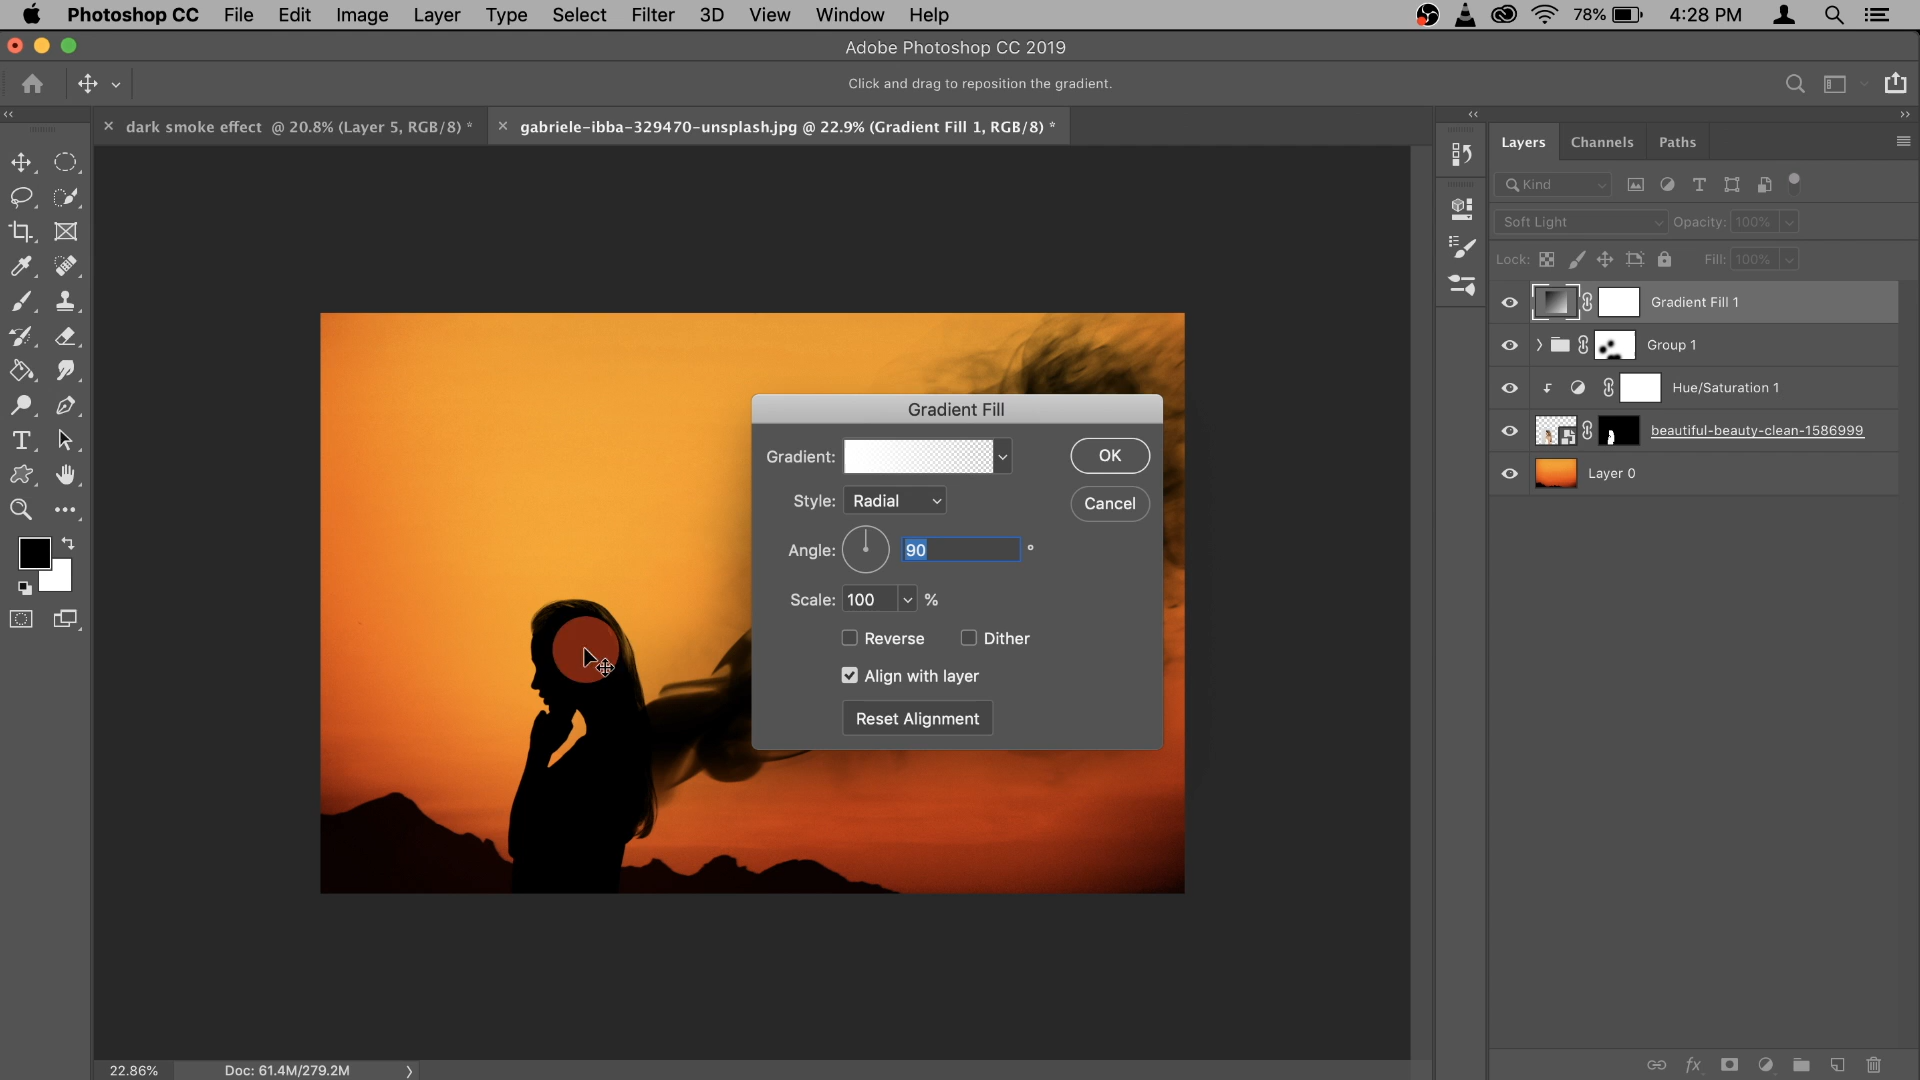 Photoshop CC File Edit Image Layer Type Select Filter 3D View Window Help 78% 4:28 PM
Adobe Photoshop CC 2019
Click and drag to reposition the gradient.
dark smoke effect @ 20.8% (Layer 5, RGB/8) *
gabriele-ibba-329470-unsplash.jpg @ 22.9% (Gradient Fill 1, RGB/8) *
Layers Channels Paths
Kind
Soft Light Opacity: 100%
Lock: Fill: 100%
Gradient Fill 1
Group 1
Hue/Saturation 1
beautiful-beauty-clean-1586999
Layer 0
Gradient Fill
Gradient: OK
Style: Radial Cancel
Angle: 90 °
Scale: 100 %
Reverse Dither
Align with layer
Reset Alignment
22.86% Doc: 61.4M/279.2M